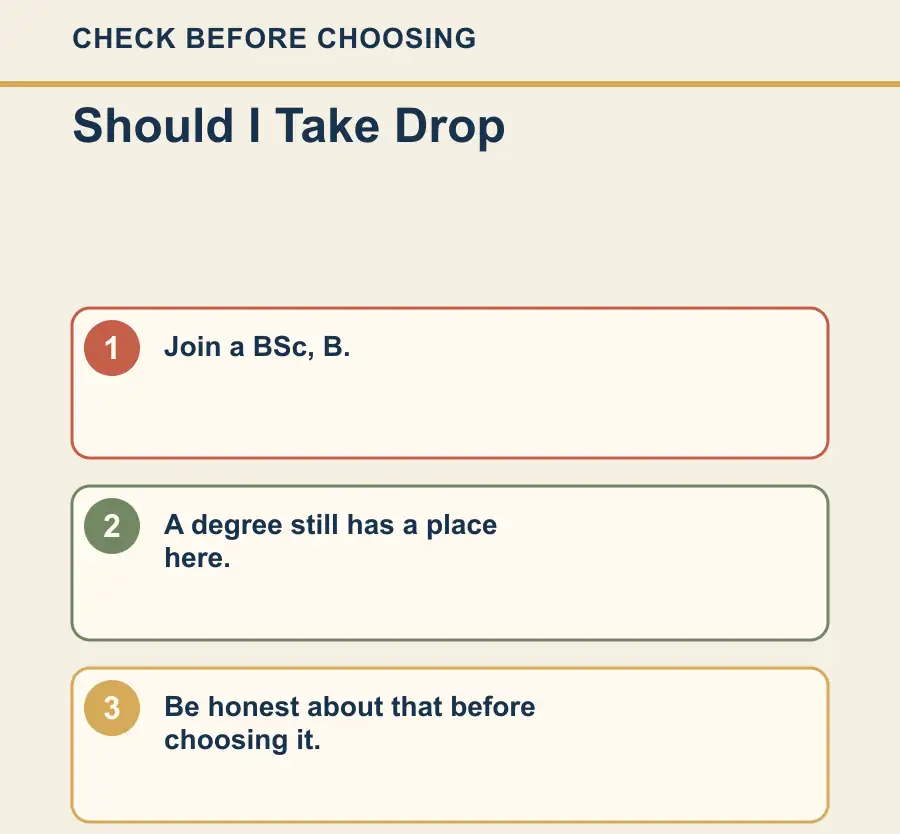 CHECK BEFORE CHOOSING
Should I Take Drop
1
Join a BSc, B.
2
A degree still has a place
here.
3
Be honest about that before
choosing it.